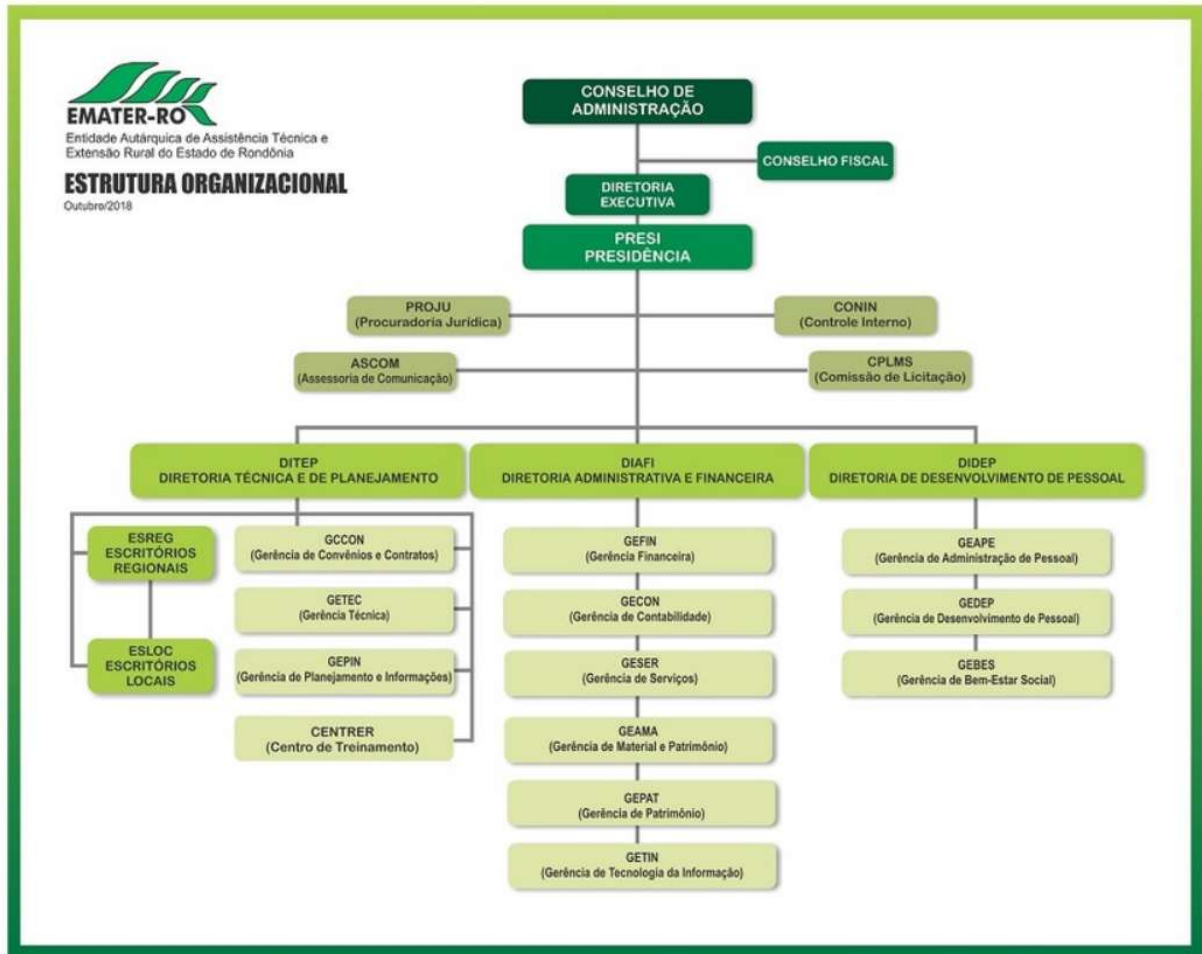 EMATER-RO
Entidade Autárquica de Assistência Técnica e
Extensão Rural do Estado de Rondônia
ESTRUTURA ORGANIZACIONAL
Outubro/2018
CONSELHO DE
ADMINISTRAÇÃO
CONSELHO FISCAL
DIRETORIA
EXECUTIVA
PRESI
PRESIDÊNCIA
PROJU
(Procuradoria Jurídica)
CONIN
(Controle Interno)
ASCOM
(Assessoria de Comunicação)
CPLMS
(Comissão de Licitação)
DITEP
DIRETORIA TÉCNICA E DE PLANEJAMENTO
DIAFI
DIRETORIA ADMINISTRATIVA E FINANCEIRA
DIDEP
DIRETORIA DE DESENVOLVIMENTO DE PESSOAL
ESREG
ESCRITÓRIOS
REGIONAIS
ESLOC
ESCRITÓRIOS
LOCAIS
GCCON
(Gerência de Convênios e Contratos)
GETEC
(Gerência Técnica)
GEPIN
(Gerência de Planejamento e Informações)
CENTRER
(Centro de Treinamento)
GEFIN
(Gerência Financeira)
GECON
(Gerência de Contabilidade)
GESER
(Gerência de Serviços)
GEAMA
(Gerência de Material e Patrimônio)
GEPAT
(Gerência de Patrimônio)
GETIN
(Gerência de Tecnologia da Informação)
GEAPE
(Gerência de Administração de Pessoal)
GEDEP
(Gerência de Desenvolvimento de Pessoal)
GEBES
(Gerência de Bem-Estar Social)